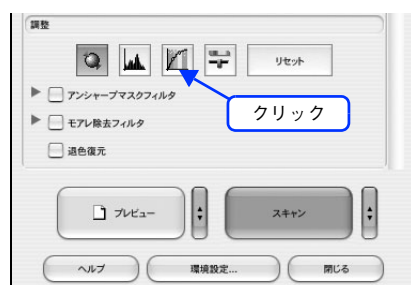 調整
リセット
アンシャープマスクフィルタ
クリック
モアレ除去フィルタ
退色復元
プレビュー
スキャン
ヘルプ
環境設定...
閉じる